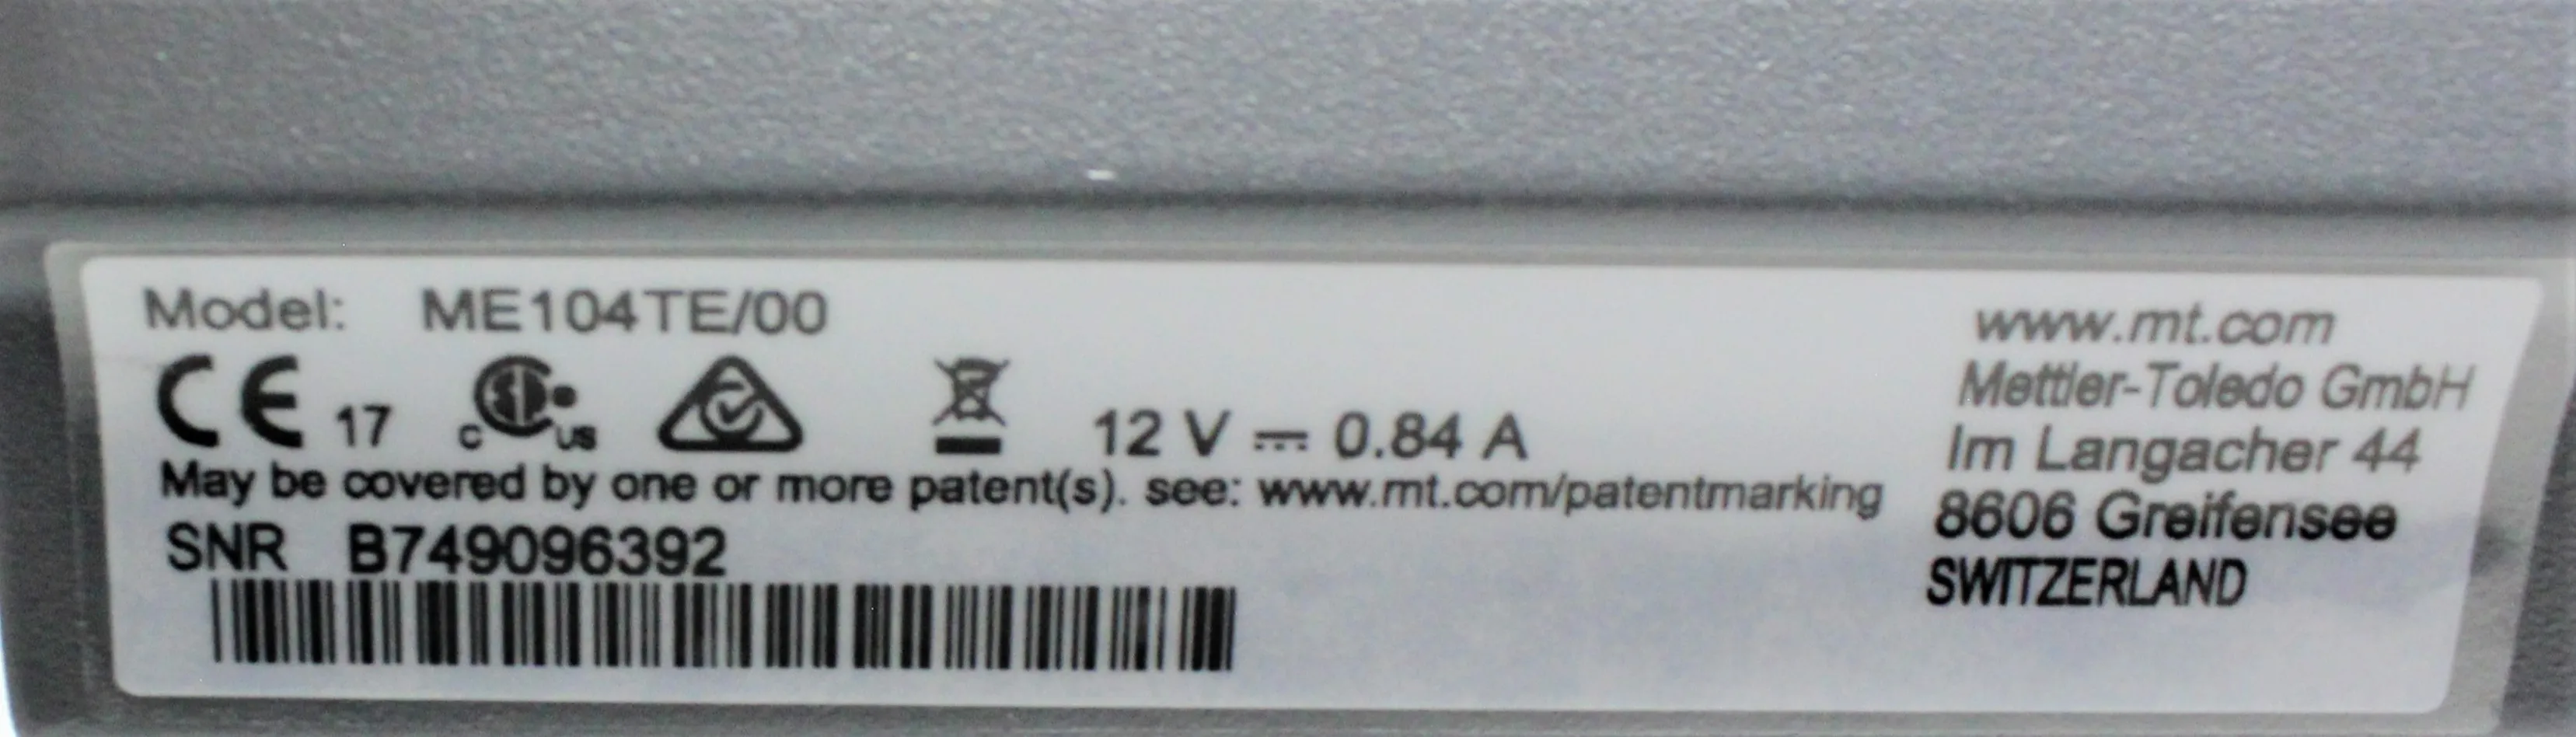 Model: ME104TE/00
CE 17 C US 12 V ⎓ 0.84 A
May be covered by one or more patent(s). see: www.mt.com/patentmarking
SNR B749096392
www.mt.com
Mettler-Toledo GmbH
Im Langacher 44
8606 Greifensee
SWITZERLAND